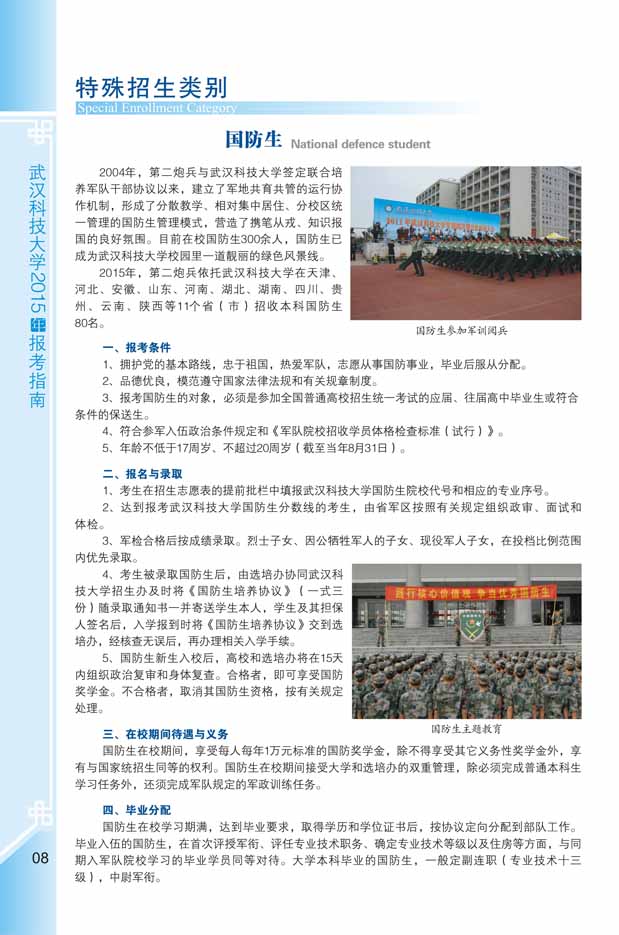 特殊招生类别
Special Enrollment Category
国防生 National defence student
2004年，第二炮兵与武汉科技大学签定联合培
养军队干部协议以来，建立了军地共育共管的运行协
作机制，形成了分散教学、相对集中居住、分校区统
一管理的国防生管理模式，营造了携笔从戎、知识报
国的良好氛围。目前在校国防生300余人，国防生已
成为武汉科技大学校园里一道靓丽的绿色风景线。
2015年，第二炮兵依托武汉科技大学在天津、
河北、安徽、山东、河南、湖北、湖南、四川、贵
州、云南、陕西等11个省（市）招收本科国防生
80名。
国防生参加军训阅兵
一、报考条件
1、拥护党的基本路线，忠于祖国，热爱军队，志愿从事国防事业，毕业后服从分配。
2、品德优良，模范遵守国家法律法规和有关规章制度。
3、报考国防生的对象，必须是参加全国普通高校招生统一考试的应届、往届高中毕业生或符合
条件的保送生。
4、符合参军入伍政治条件规定和《军队院校招收学员体格检查标准（试行）》。
5、年龄不低于17周岁、不超过20周岁（截至当年8月31日）。
二、报名与录取
1、考生在招生志愿表的提前批栏中填报武汉科技大学国防生院校代号和相应的专业序号。
2、达到报考武汉科技大学国防生分数线的考生，由省军区按照有关规定组织政审、面试和
体检。
3、军检合格后按成绩录取。烈士子女、因公牺牲军人的子女、现役军人子女，在投档比例范围
内优先录取。
4、考生被录取国防生后，由选培办协同武汉科
技大学招生办及时将《国防生培养协议》（一式三
份）随录取通知书一并寄送学生本人，学生及其担保
人签名后，入学报到时将《国防生培养协议》交到选
培办，经核查无误后，再办理相关入学手续。
5、国防生新生入校后，高校和选培办将在15天
内组织政治复审和身体复查。合格者，即可享受国防
奖学金。不合格者，取消其国防生资格，按有关规定
处理。
践行核心价值观 争当优秀国防生
国防生主题教育
三、在校期间待遇与义务
国防生在校期间，享受每人每年1万元标准的国防奖学金，除不得享受其它义务性奖学金外，享
有与国家统招生同等的权利。国防生在校期间接受大学和选培办的双重管理，除必须完成普通本科生
学习任务外，还须完成军队规定的军政训练任务。
四、毕业分配
国防生在校学习期满，达到毕业要求，取得学历和学位证书后，按协议定向分配到部队工作。
毕业入伍的国防生，在首次评授军衔、评任专业技术职务、确定专业技术等级以及住房等方面，与同
期入军队院校学习的毕业学员同等对待。大学本科毕业的国防生，一般定副连职（专业技术十三
级），中尉军衔。
武汉科技大学2015年报考指南
08